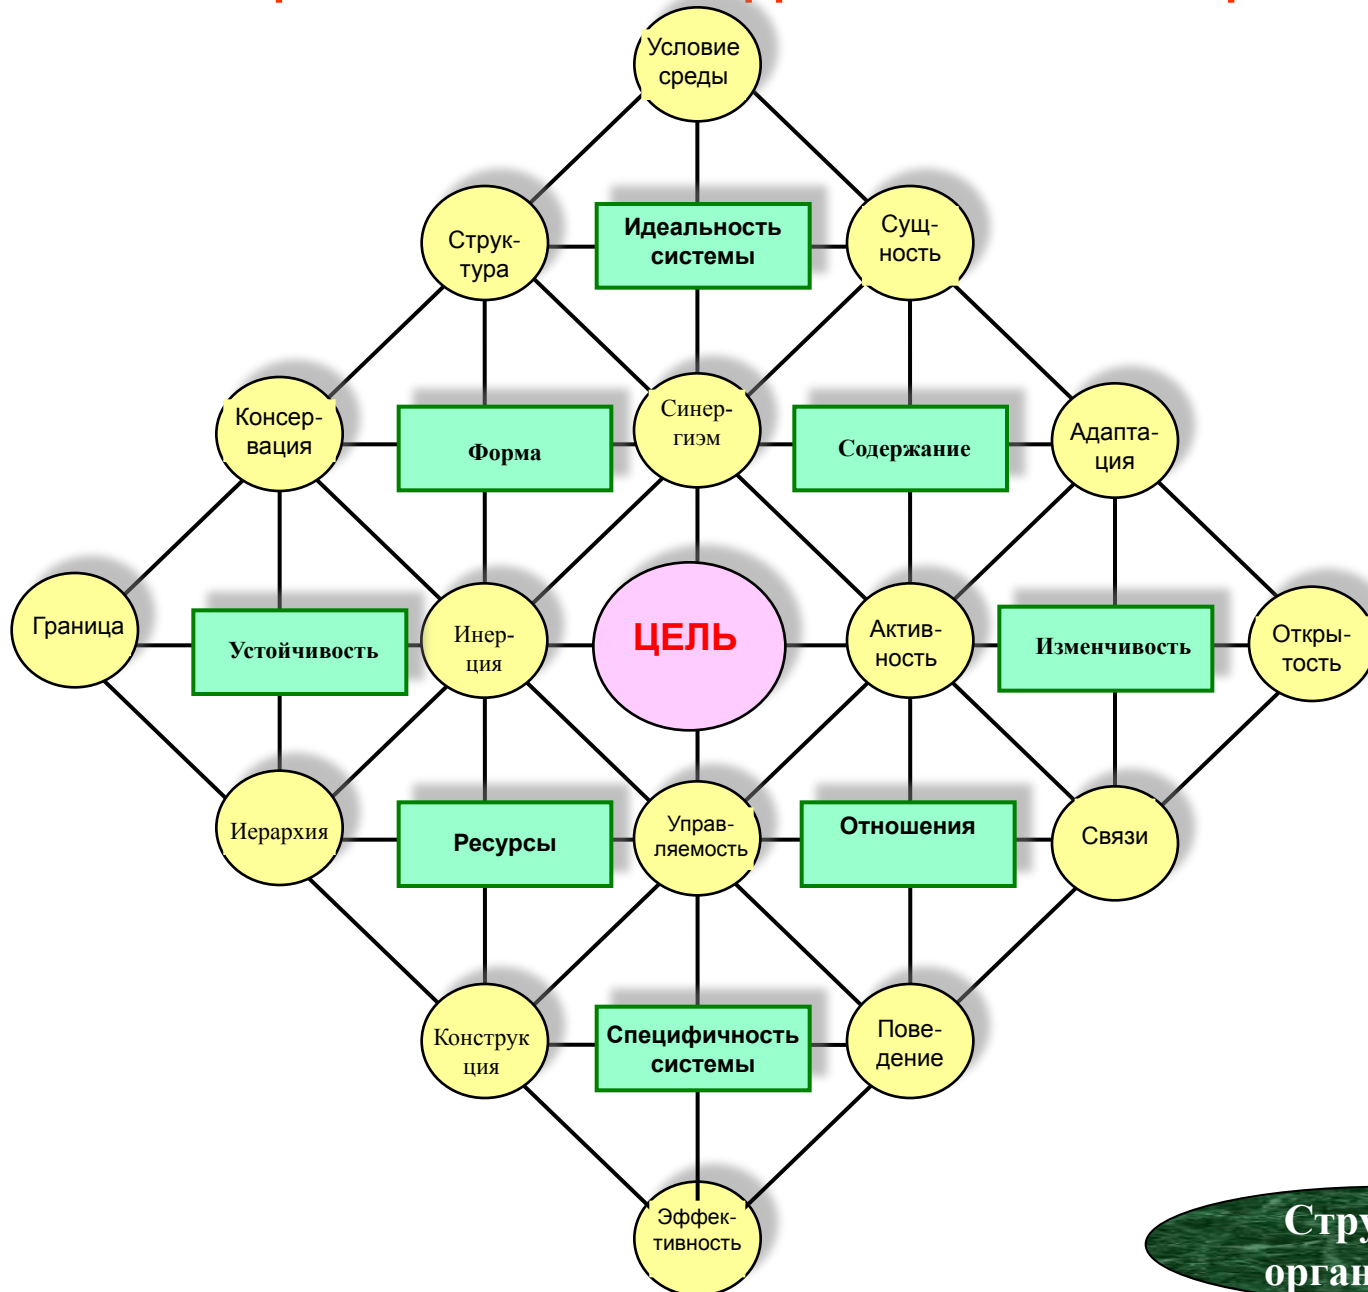 Условие
среды
Струк-
тура
Идеальность
системы
Сущ-
ность
Консер-
вация
Форма
Синер-
гиэм
Содержание
Адапта-
ция
Граница
Устойчивость
Инер-
ция
ЦЕЛЬ
Актив-
ность
Изменчивость
Откры-
тость
Иерархия
Ресурсы
Управ-
ляемость
Отношения
Связи
Конструк
ция
Специфичность
системы
Пове-
дение
Эффек-
тивность